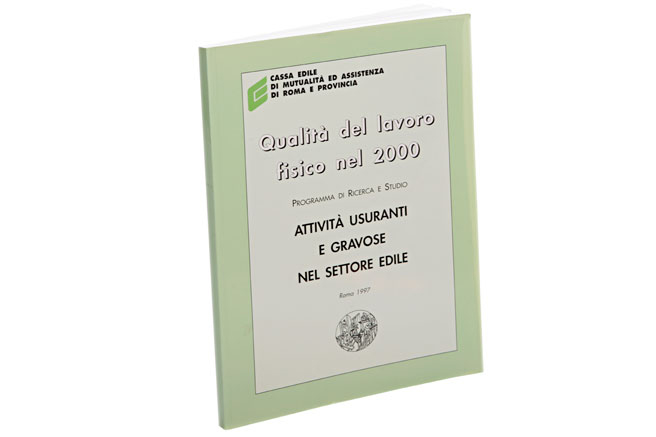 CASSA EDILE
DI MUTUALITÀ ED ASSISTENZA
DI ROMA E PROVINCIA
Qualità del lavoro
fisico nel 2000
PROGRAMMA DI RICERCA E STUDIO
ATTIVITÀ USURANTI
E GRAVOSE
NEL SETTORE EDILE
Roma 1997